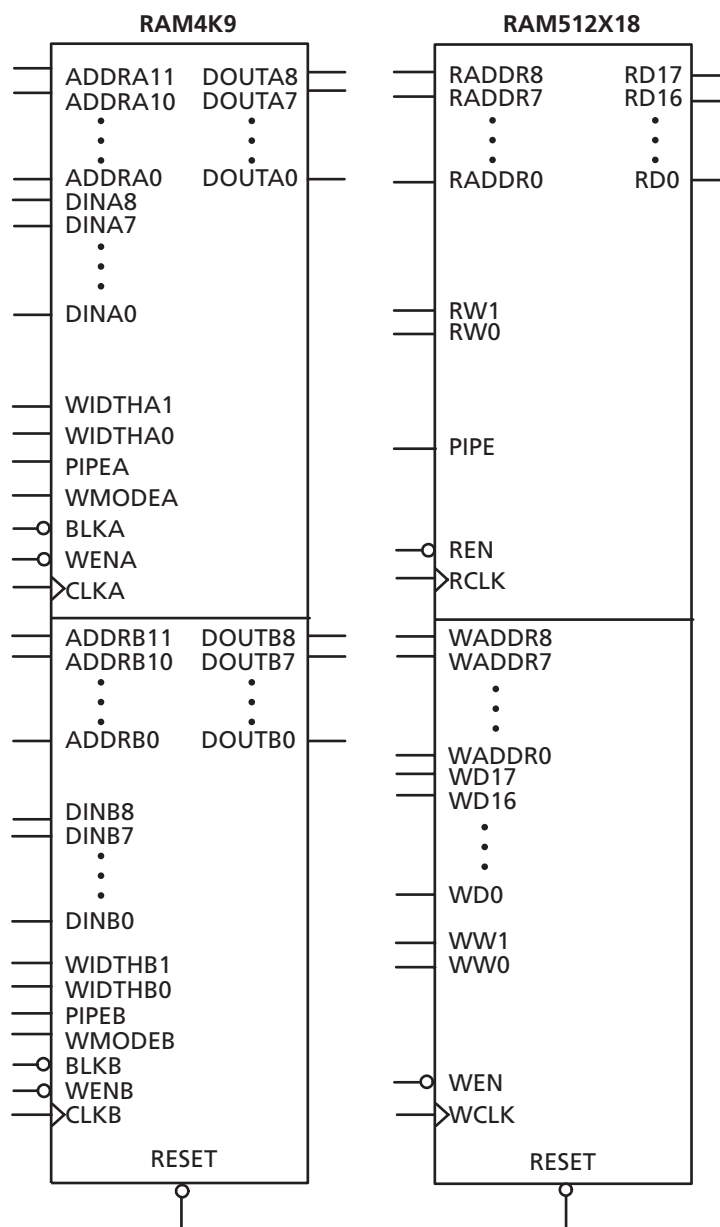 RAM4K9
ADDRA11 DOUTA8
ADDRA10 DOUTA7
ADDRA0 DOUTA0
DINA8
DINA7
DINA0
WIDTHA1
WIDTHA0
PIPEA
WMODEA
BLKA
WENA
CLKA
ADDRB11 DOUTB8
ADDRB10 DOUTB7
ADDRB0 DOUTB0
DINB8
DINB7
DINB0
WIDTHB1
WIDTHB0
PIPEB
WMODEB
BLKB
WENB
CLKB
RESET
RAM512X18
RADDR8 RD17
RADDR7 RD16
RADDR0 RD0
RW1
RW0
PIPE
REN
RCLK
WADDR8
WADDR7
WADDR0
WD17
WD16
WD0
WW1
WW0
WEN
WCLK
RESET